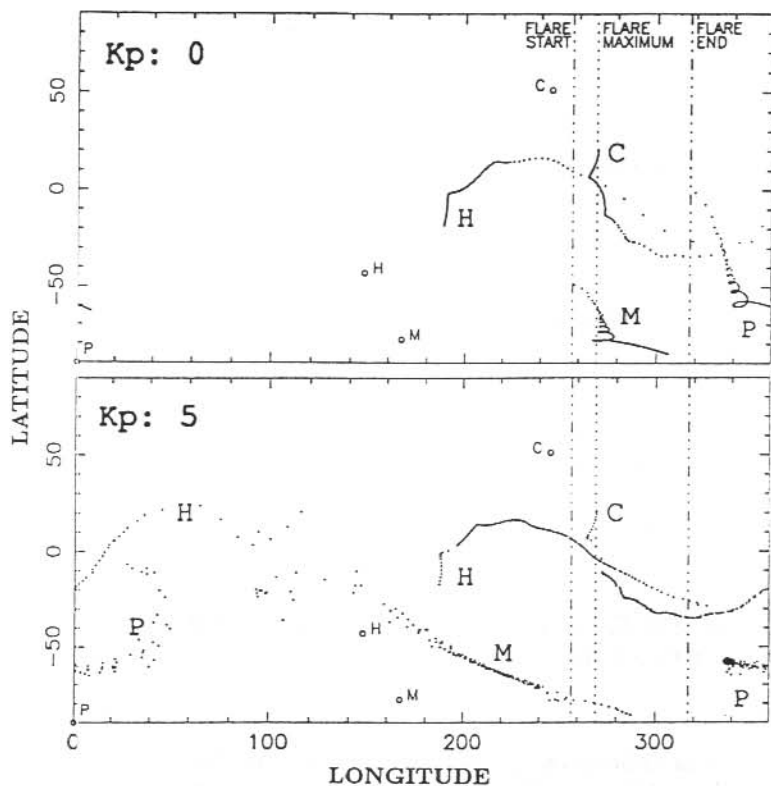 Kp: 0
FLARE START
FLARE MAXIMUM
FLARE END
C
C
H
H
M
M
P
P
50
0
−50
LATITUDE
Kp: 5
C
C
H
H
H
P
M
M
P
P
50
0
−50
0 100 200 300
LONGITUDE